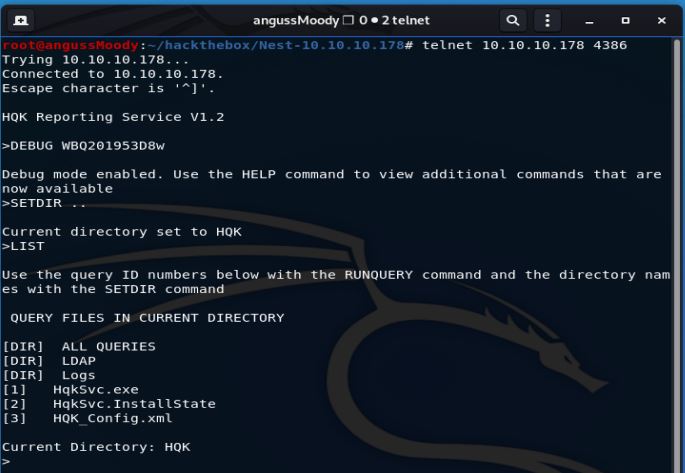 angussMoody ❐ 0 ● 2 telnet
root@angussMoody:~/hackthebox/Nest-10.10.10.178# telnet 10.10.10.178 4386
Trying 10.10.10.178...
Connected to 10.10.10.178.
Escape character is '^]'.
HQK Reporting Service V1.2
>DEBUG WBQ201953D8w
Debug mode enabled. Use the HELP command to view additional commands that are
now available
>SETDIR ..
Current directory set to HQK
>LIST
Use the query ID numbers below with the RUNQUERY command and the directory nam
es with the SETDIR command
QUERY FILES IN CURRENT DIRECTORY
[DIR]  ALL QUERIES
[DIR]  LDAP
[DIR]  Logs
[1]   HqkSvc.exe
[2]   HqkSvc.InstallState
[3]   HQK_Config.xml
Current Directory: HQK
>